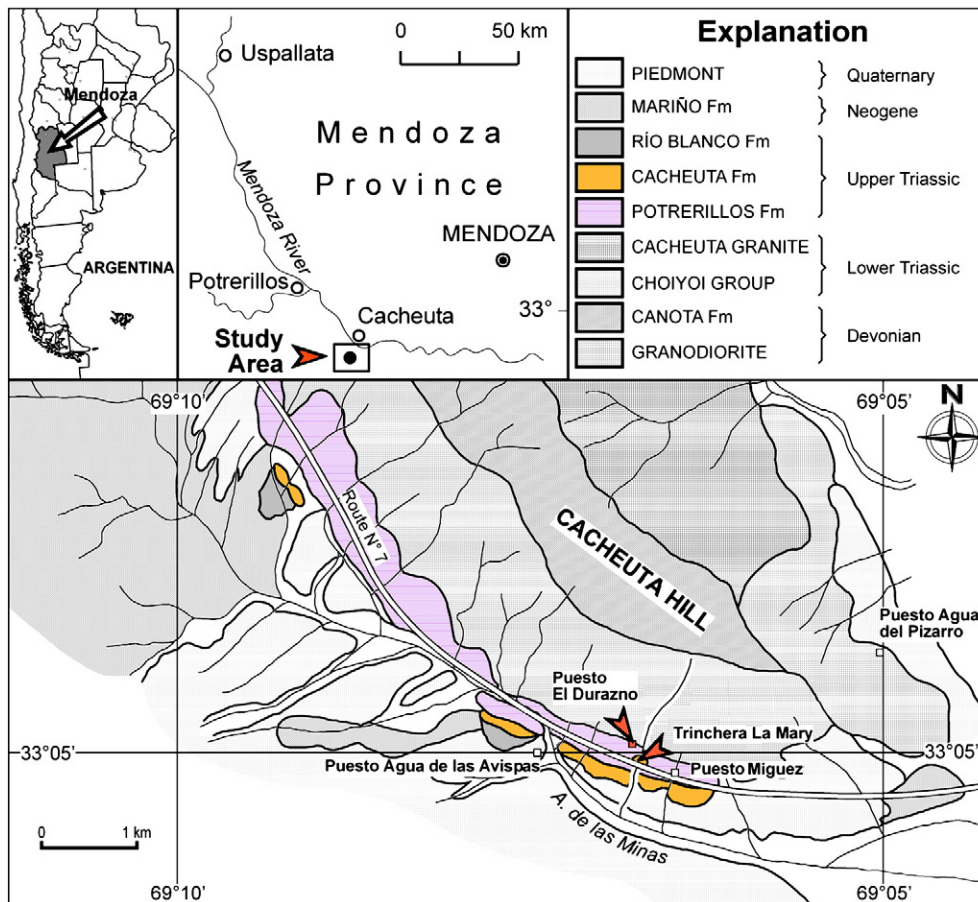 Mendoza
ARGENTINA
0 50 km
Uspallata
Mendoza
Province
Mendoza River
MENDOZA
Potrerillos
33°
Cacheuta
Study
Area
Explanation
PIEDMONT
Quaternary
MARIÑO Fm
Neogene
RÍO BLANCO Fm
CACHEUTA Fm
Upper Triassic
POTRERILLOS Fm
CACHEUTA GRANITE
Lower Triassic
CHOIYOI GROUP
CANOTA Fm
Devonian
GRANODIORITE
69°10'
69°05'
N
Route N° 7
CACHEUTA HILL
Puesto Agua
del Pizarro
Puesto
El Durazno
Trinchera La Mary
33°05'
33°05'
Puesto Agua de las Avispas
Puesto Miguez
A. de las Minas
0 1 km
69°10'
69°05'